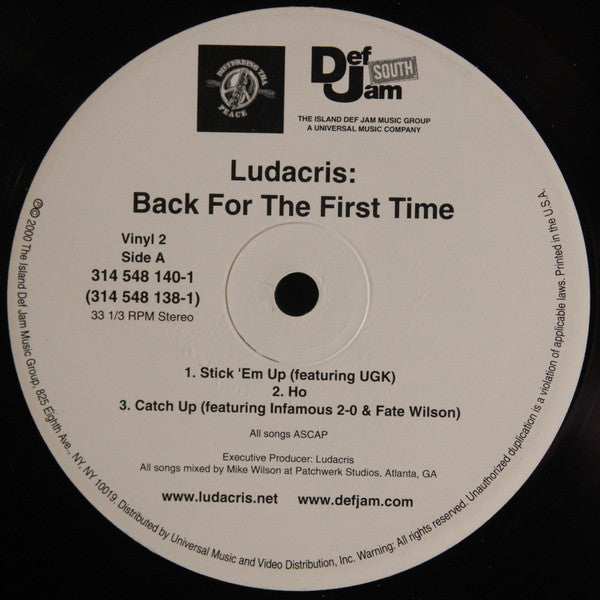 DISTURBING THA
PEACE
Def
Jam
SOUTH
THE ISLAND DEF JAM MUSIC GROUP
A UNIVERSAL MUSIC COMPANY
Ludacris:
Back For The First Time
Vinyl 2
Side A
314 548 140-1
(314 548 138-1)
33 1/3 RPM Stereo
1. Stick 'Em Up (featuring UGK)
2. Ho
3. Catch Up (featuring Infamous 2-0 & Fate Wilson)
All songs ASCAP
Executive Producer: Ludacris
All songs mixed by Mike Wilson at Patchwerk Studios, Atlanta, GA
www.ludacris.net www.defjam.com
℗© 2000 The Island Def Jam Music Group, 825 Eighth Ave., NY, NY 10019. Distributed by Universal Music and Video Distribution, Inc. Warning: All rights reserved. Unauthorized duplication is a violation of applicable laws. Printed in the U.S.A.